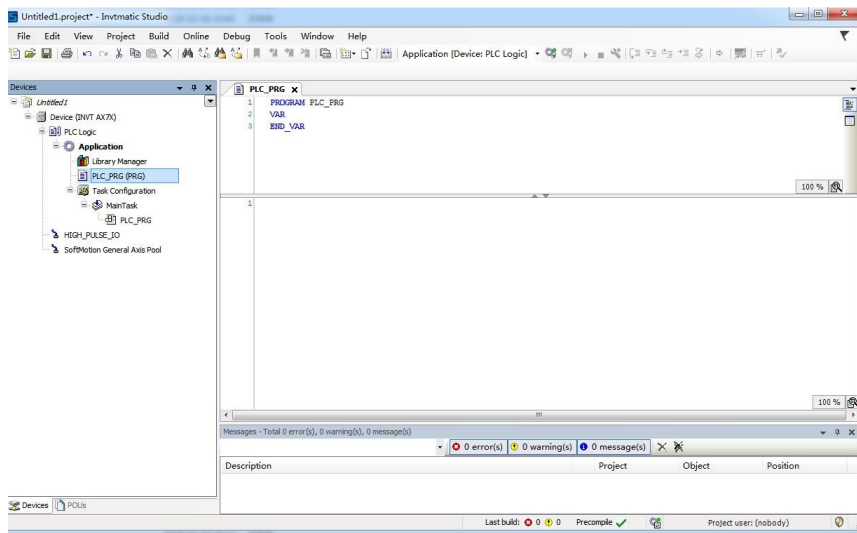 Untitled1.project* - Invtmatic Studio
File Edit View Project Build Online Debug Tools Window Help
Application [Device: PLC Logic]
Devices
Untitled1
Device (INVT AX7X)
PLC Logic
Application
Library Manager
PLC_PRG (PRG)
Task Configuration
MainTask
PLC_PRG
HIGH_PULSE_IO
SoftMotion General Axis Pool
Devices POUs
PLC_PRG
1 PROGRAM PLC_PRG
2 VAR
3 END_VAR
100 %
1
100 %
Messages - Total 0 error(s), 0 warning(s), 0 message(s)
0 error(s) 0 warning(s) 0 message(s)
Description Project Object Position
Last build: 0 0 Precompile Project user: (nobody)